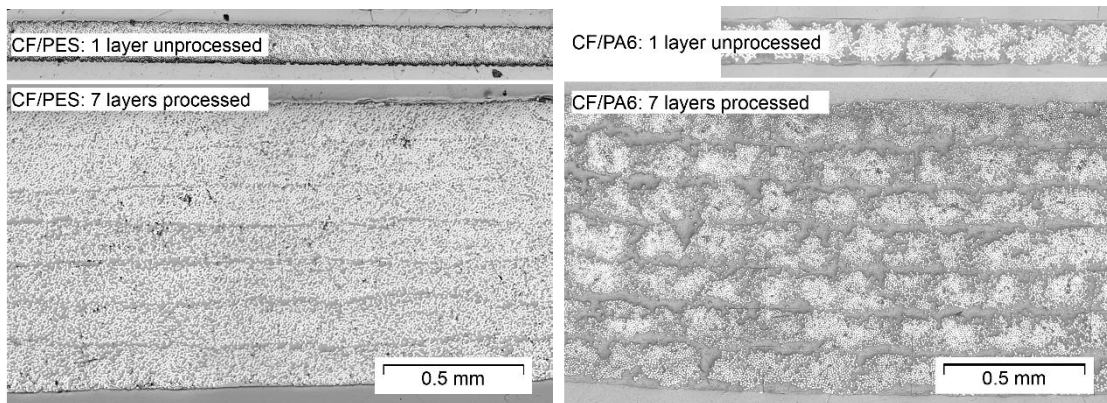 CF/PES: 1 layer unprocessed
CF/PA6: 1 layer unprocessed
CF/PES: 7 layers processed
CF/PA6: 7 layers processed
0.5 mm
0.5 mm